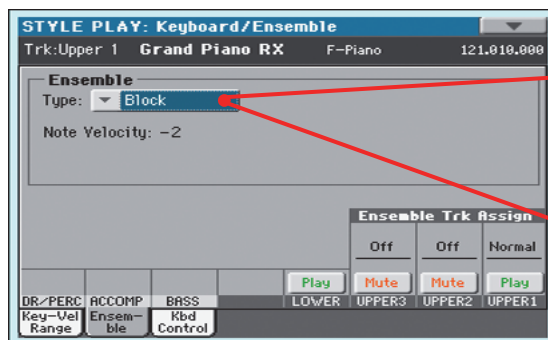 STYLE PLAY: Keyboard/Ensemble
Trk:Upper 1 Grand Piano RX F-Piano 121.010.000
Ensemble
Type: Block
Note Velocity: -2
Ensemble Trk Assign
Off Off Normal
Play Mute Mute Play
DR/PERC ACCOMP BASS LOWER UPPER3 UPPER2 UPPER1
Key-Vel Range Ensem-ble Kbd Control